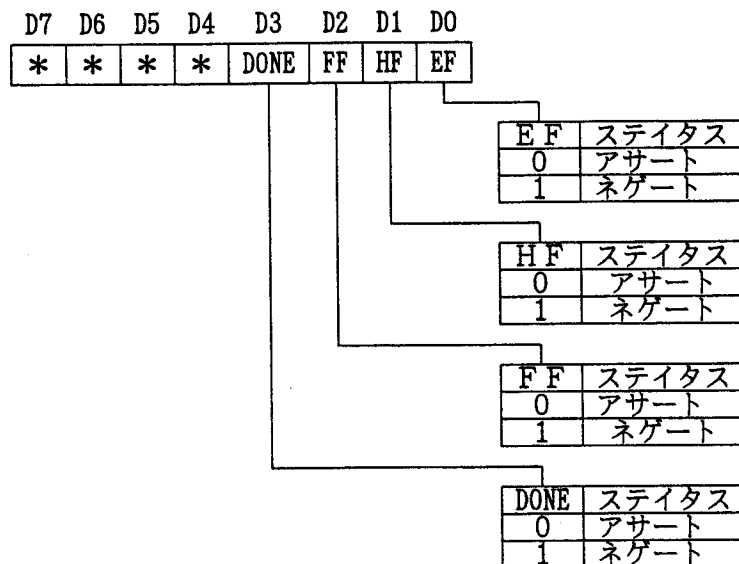 D7 D6 D5 D4 D3 D2 D1 D0
* * * * DONE FF HF EF
EF ステイタス
0 アサート
1 ネゲート
HF ステイタス
0 アサート
1 ネゲート
FF ステイタス
0 アサート
1 ネゲート
DONE ステイタス
0 アサート
1 ネゲート